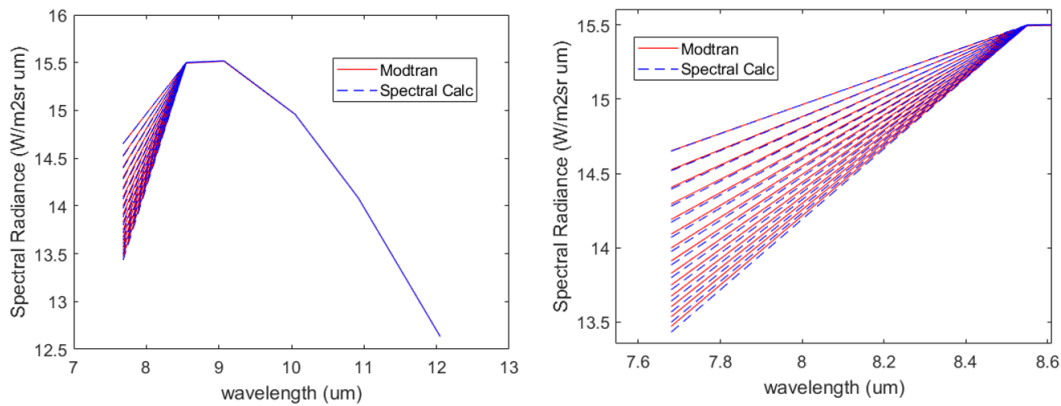 16
15.5
15
14.5
14
13.5
13
12.5
7 8 9 10 11 12 13
Spectral Radiance (W/m2sr um)
wavelength (um)
Modtran
Spectral Calc
15.5
15
14.5
14
13.5
7.6 7.8 8 8.2 8.4 8.6
Spectral Radiance (W/m2sr um)
wavelength (um)
Modtran
Spectral Calc